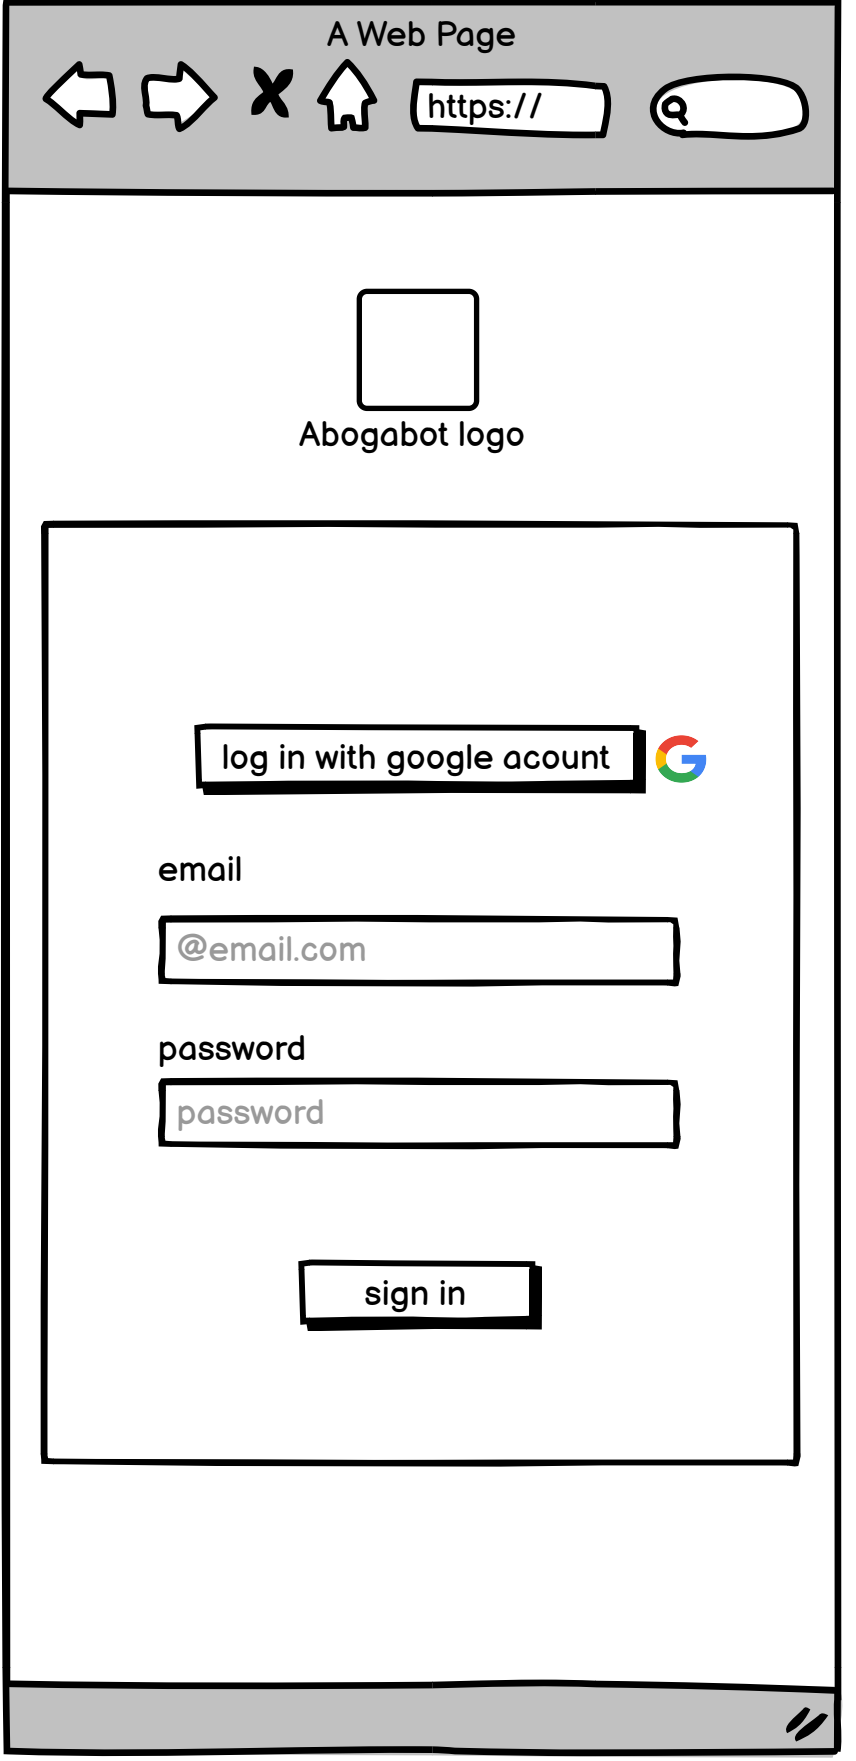 A Web Page
https://
Abogabot logo
log in with google acount
email
@email.com
password
password
sign in